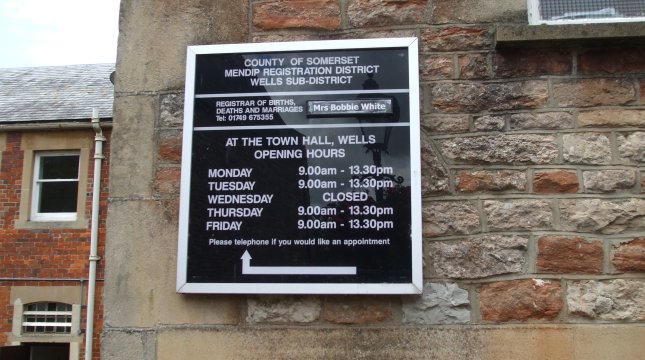 COUNTY OF SOMERSET
MENDIP REGISTRATION DISTRICT
WELLS SUB-DISTRICT
REGISTRAR OF BIRTHS,
DEATHS AND MARRIAGES
Tel: 01749 675355
Mrs Bobbie White
AT THE TOWN HALL, WELLS
OPENING HOURS
MONDAY 9.00am - 13.30pm
TUESDAY 9.00am - 13.30pm
WEDNESDAY CLOSED
THURSDAY 9.00am - 13.30pm
FRIDAY 9.00am - 13.30pm
Please telephone if you would like an appointment